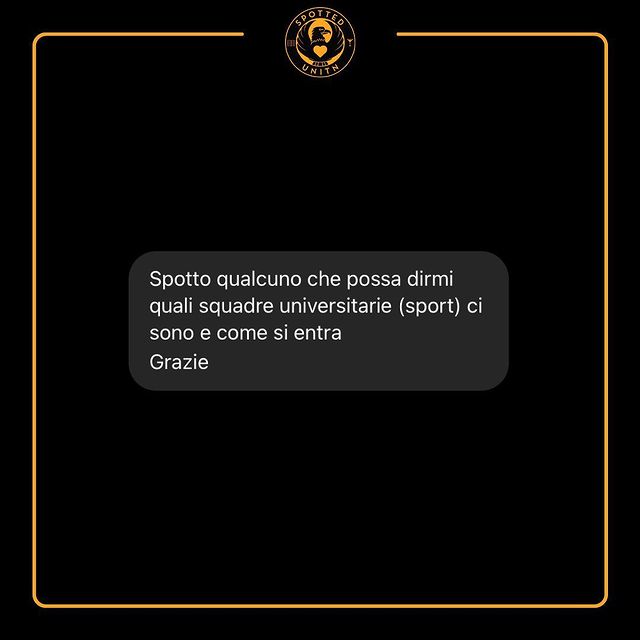 SPOTTED
UNITN
Spotto qualcuno che possa dirmi
quali squadre universitarie (sport) ci
sono e come si entra
Grazie